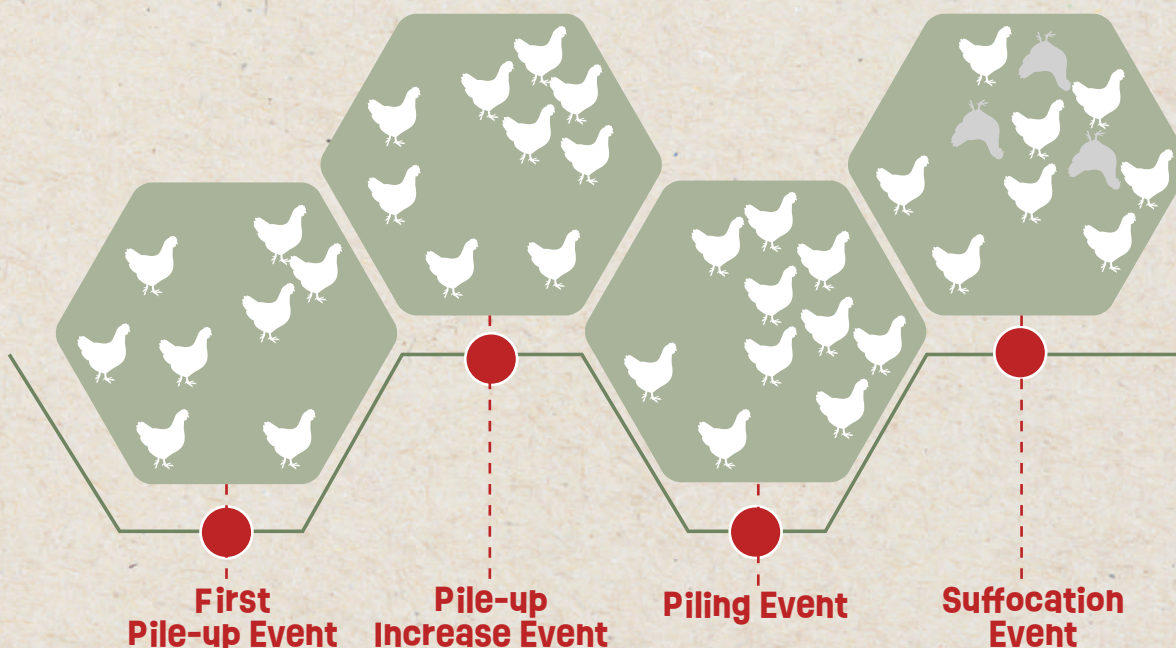 First
Pile-up Event
Pile-up
Increase Event
Piling Event
Suffocation
Event